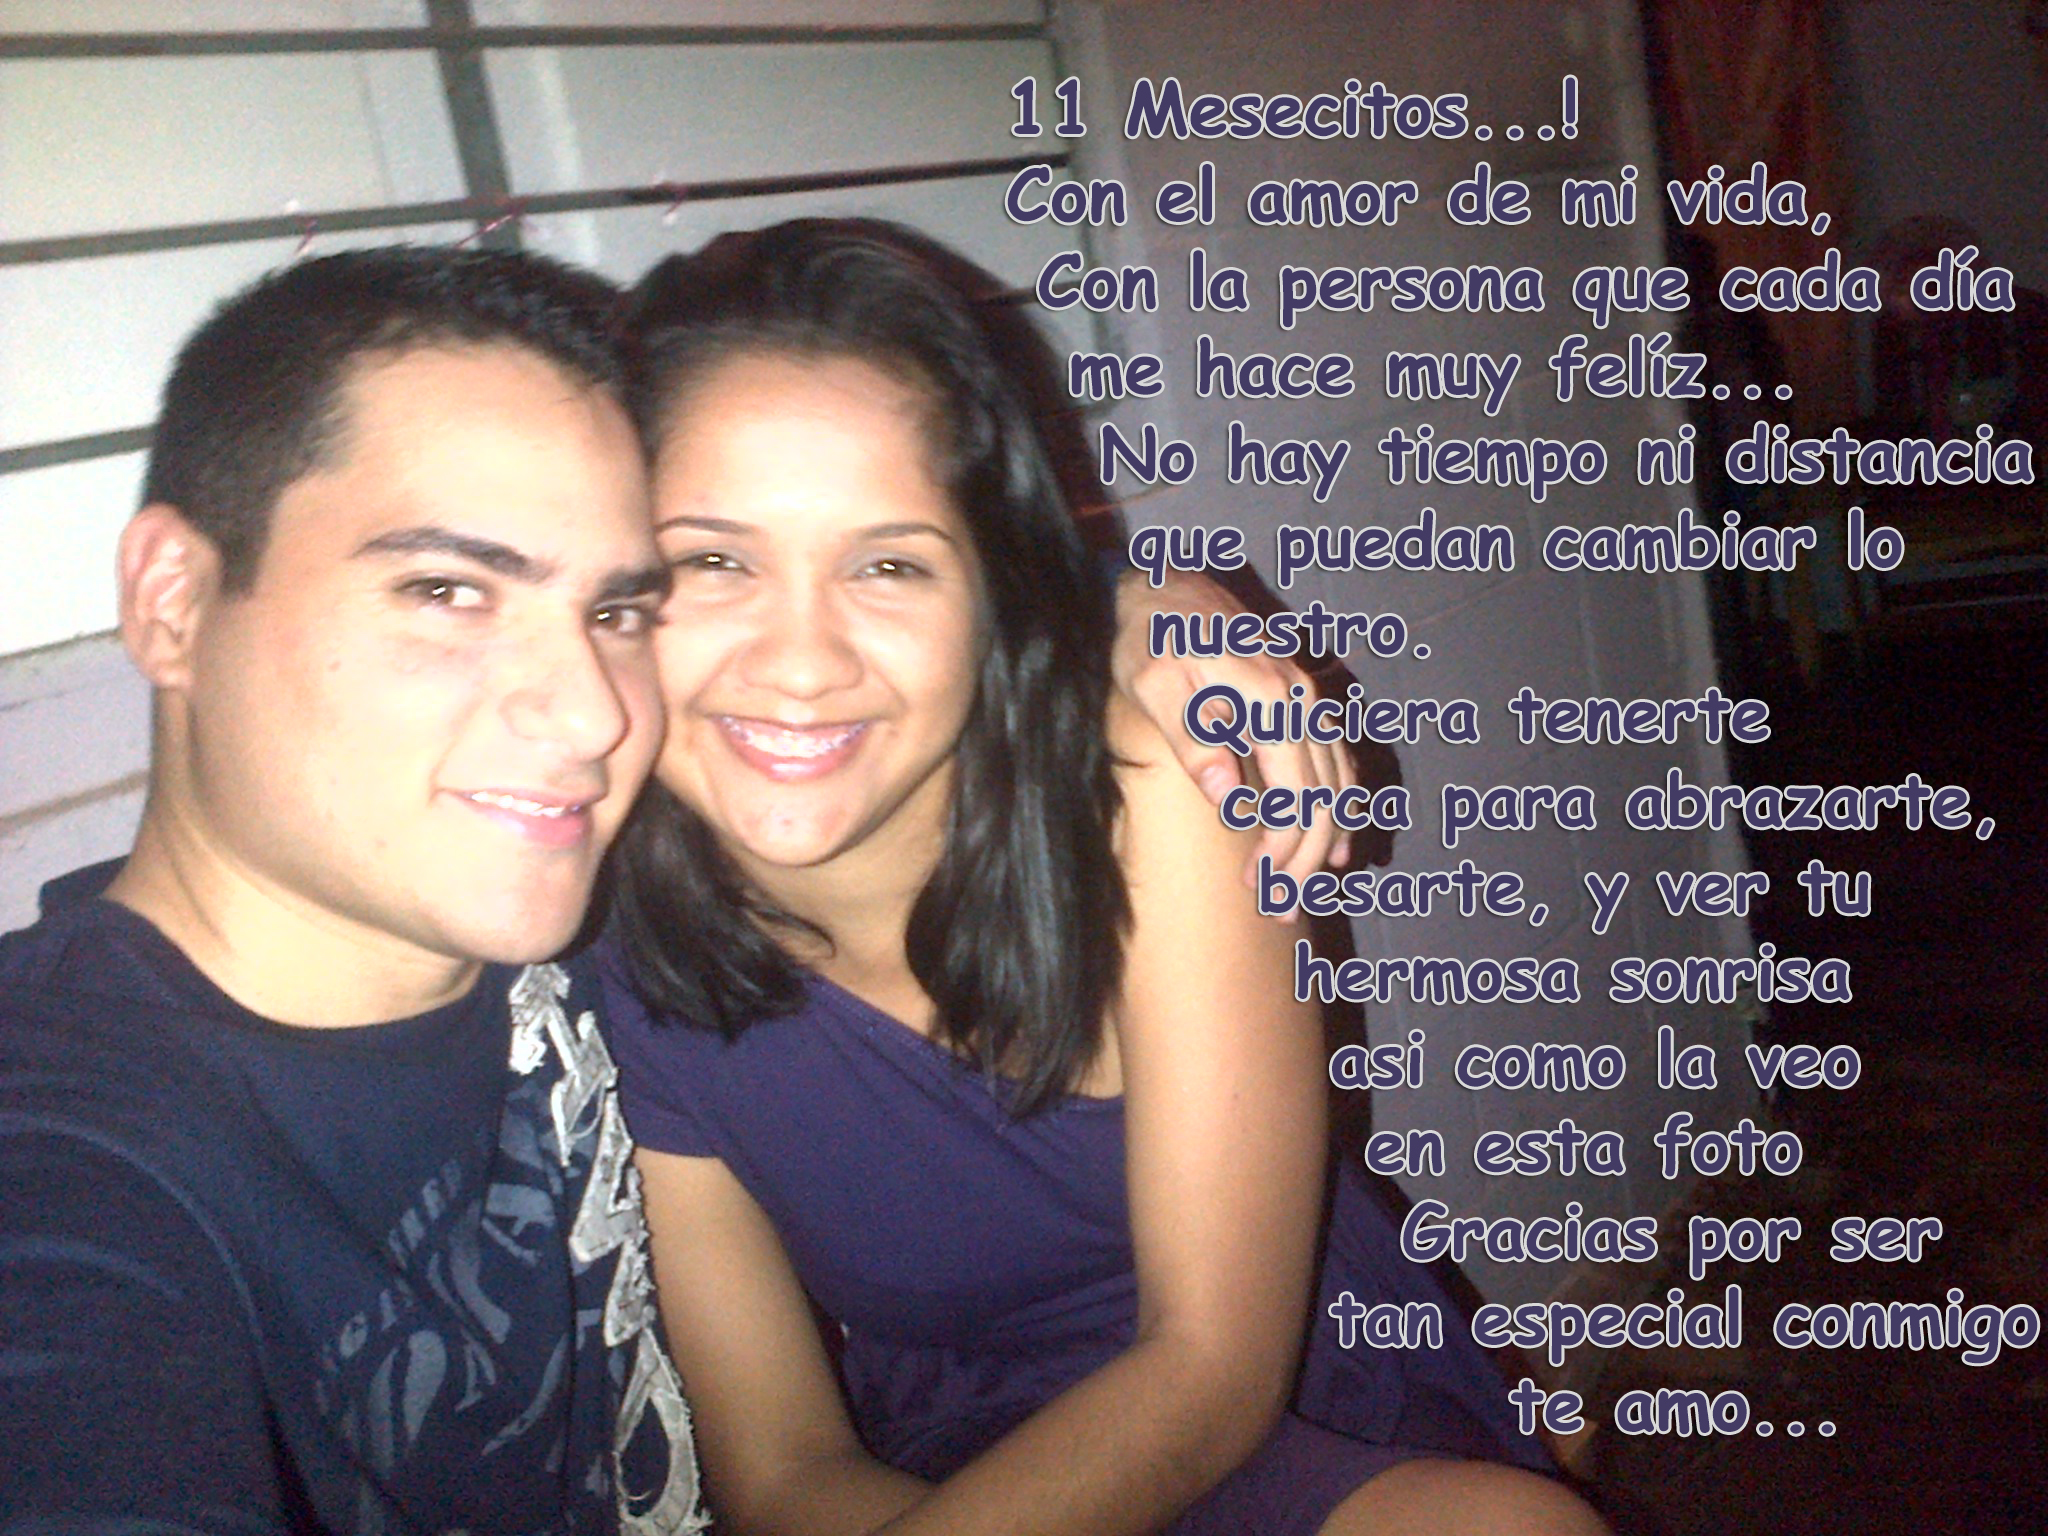 11 Mesecitos...!
Con el amor de mi vida,
Con la persona que cada día
me hace muy felíz...
No hay tiempo ni distancia
que puedan cambiar lo
nuestro.
Quiciera tenerte
cerca para abrazarte,
besarte, y ver tu
hermosa sonrisa
asi como la veo
en esta foto
Gracias por ser
tan especial conmigo
te amo...